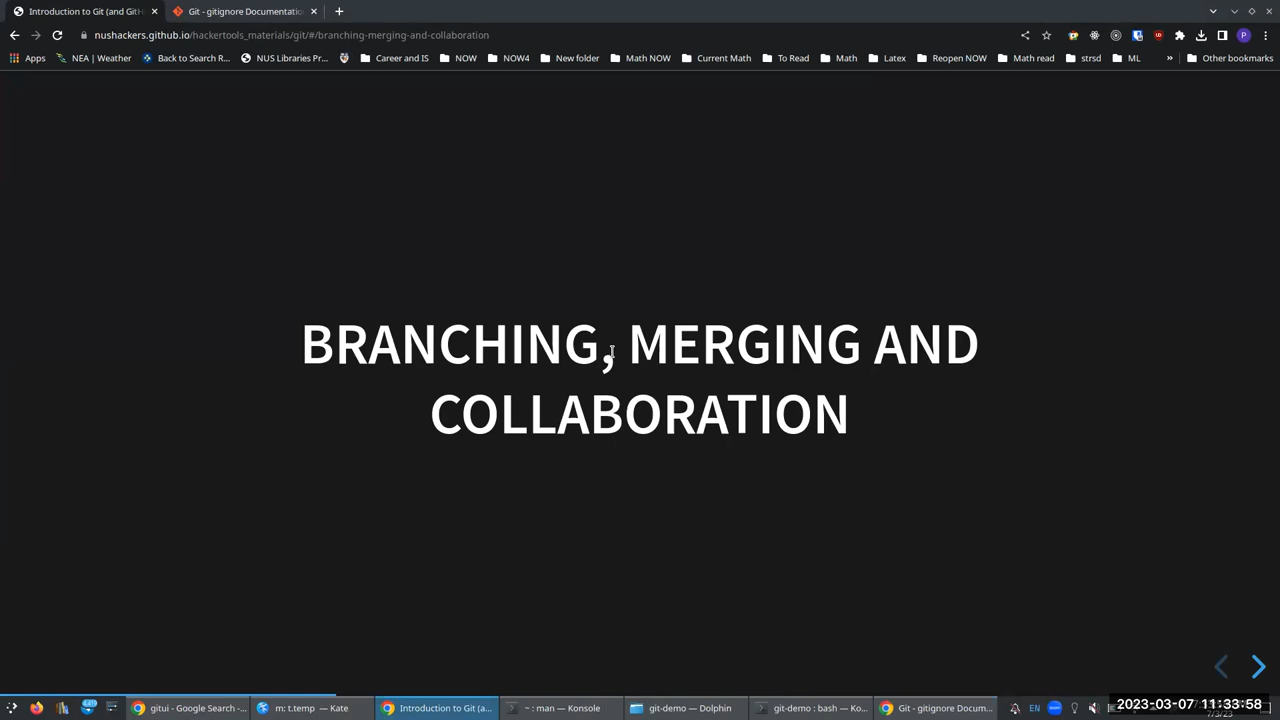 Introduction to Git (and GitH
Git - gitignore Documentatio
nushackers.github.io/hackertools_materials/git/#/branching-merging-and-collaboration
Apps
NEA | Weather
Back to Search R...
NUS Libraries Pr...
Career and IS
NOW
NOW4
New folder
Math NOW
Current Math
To Read
Math
Latex
Reopen NOW
Math read
strsd
ML
»
Other bookmarks
BRANCHING, MERGING AND
COLLABORATION
gitui - Google Search -...
m: t.temp — Kate
Introduction to Git (a...
~ : man — Konsole
git-demo — Dolphin
git-demo : bash — Ko...
Git - gitignore Docum...
EN
2023-03-07 11:33:58
7/3/23